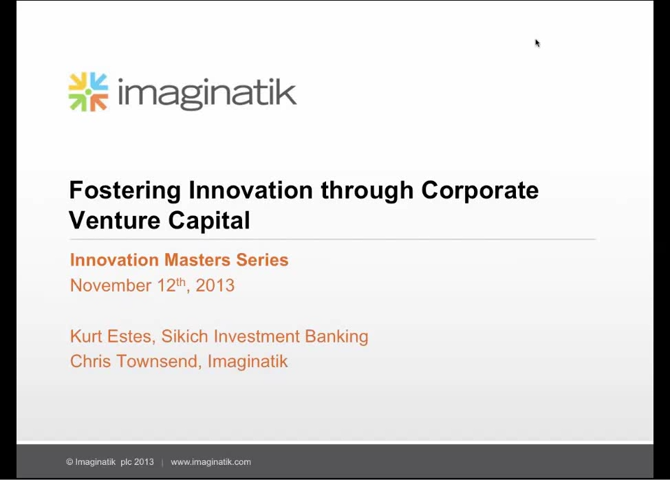 imaginatik
Fostering Innovation through Corporate
Venture Capital
Innovation Masters Series
November 12th, 2013
Kurt Estes, Sikich Investment Banking
Chris Townsend, Imaginatik
© Imaginatik plc 2013 | www.imaginatik.com